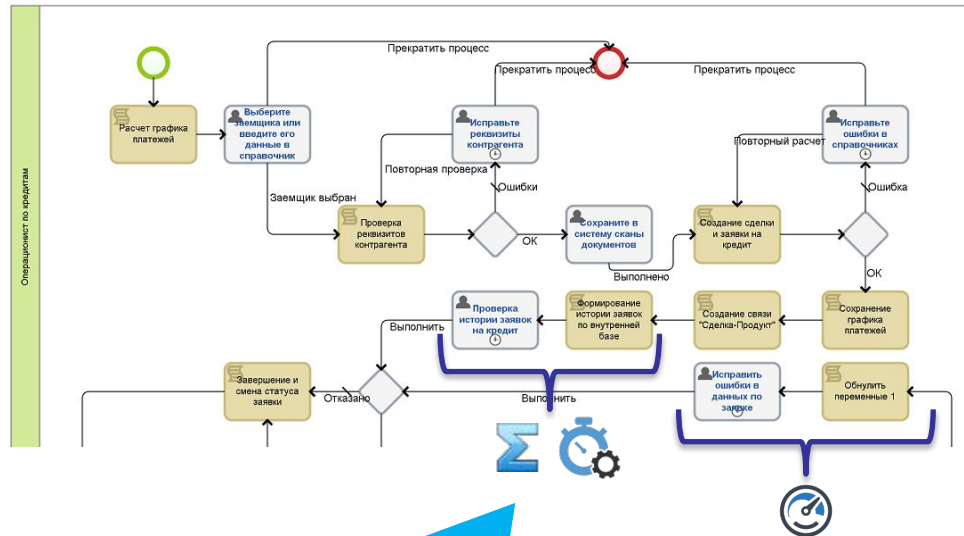 Операционист по кредитам
Прекратить процесс
Прекратить процесс
Прекратить процесс
Расчет графика
платежей
Выберите
заемщика или
введите его
данные в
справочник
Исправьте
реквизиты
контрагента
Исправьте
ошибки в
справочниках
Повторная проверка
Повторный расчет
Заемщик выбран
Ошибки
Ошибка
Проверка
реквизитов
контрагента
ОК
Сохраните в
систему сканы
документов
Выполнено
Создание сделки
и заявки на
кредит
ОК
Проверка
истории заявок
на кредит
Формирование
истории заявок
по внутренней
базе
Создание связи
"Сделка-Продукт"
Сохранение
графика
платежей
Выполнить
Завершение и
смена статуса
заявки
Отказано
Выполнить
Исправить
ошибки в
данных по
заявке
Обнулить
переменные 1